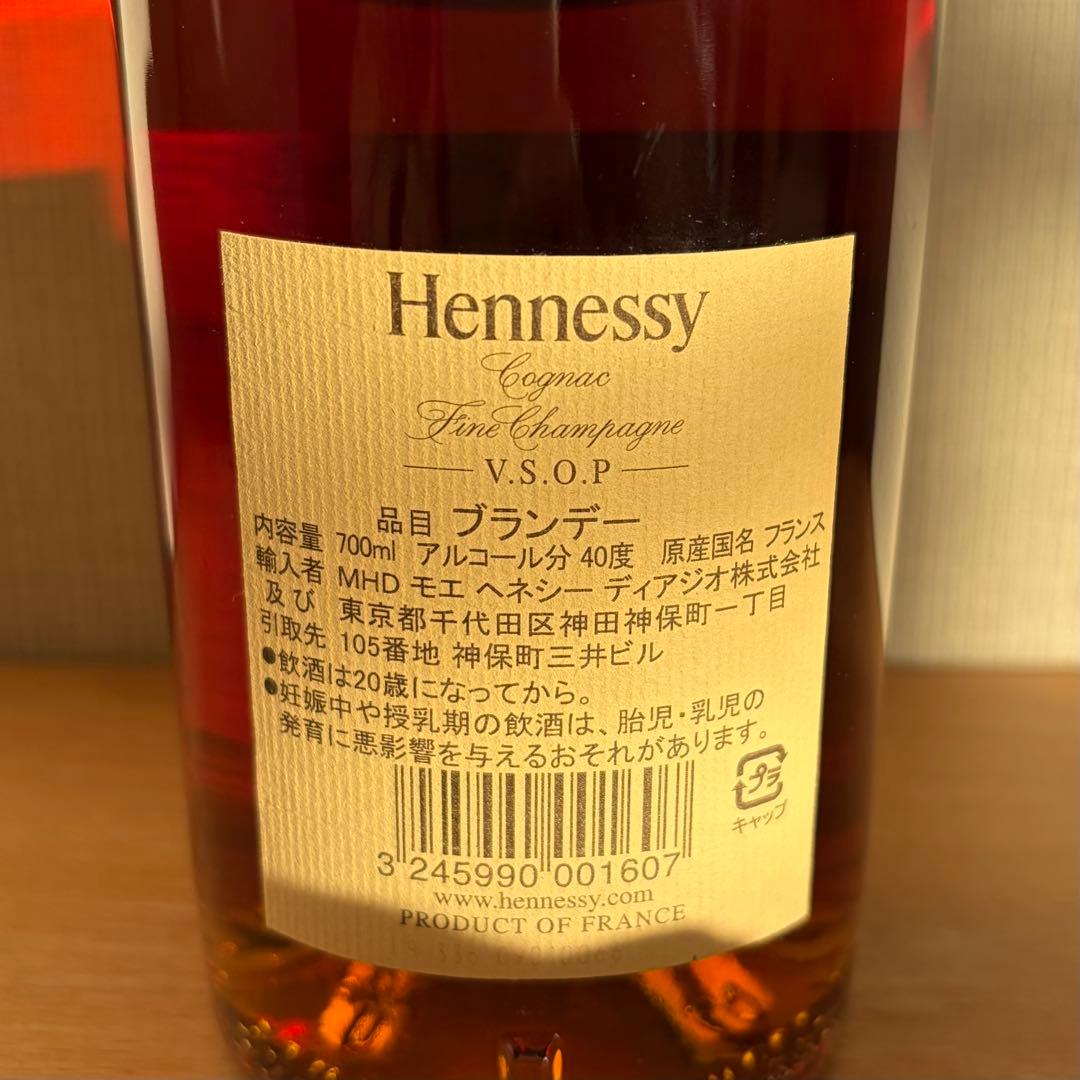 Hennessy
Cognac
Fine Champagne
V.S.O.P
品目 ブランデー
内容量 700ml アルコール分 40度 原産国名 フランス
輸入者 MHD モエ ヘネシー ディアジオ株式会社
及び 東京都千代田区神田神保町一丁目
引取先 105番地 神保町三井ビル
●飲酒は20歳になってから。
●妊娠中や授乳期の飲酒は、胎児・乳児の
発育に悪影響を与えるおそれがあります。
プラ
キャップ
3 245990 001607
www.hennessy.com
PRODUCT OF FRANCE